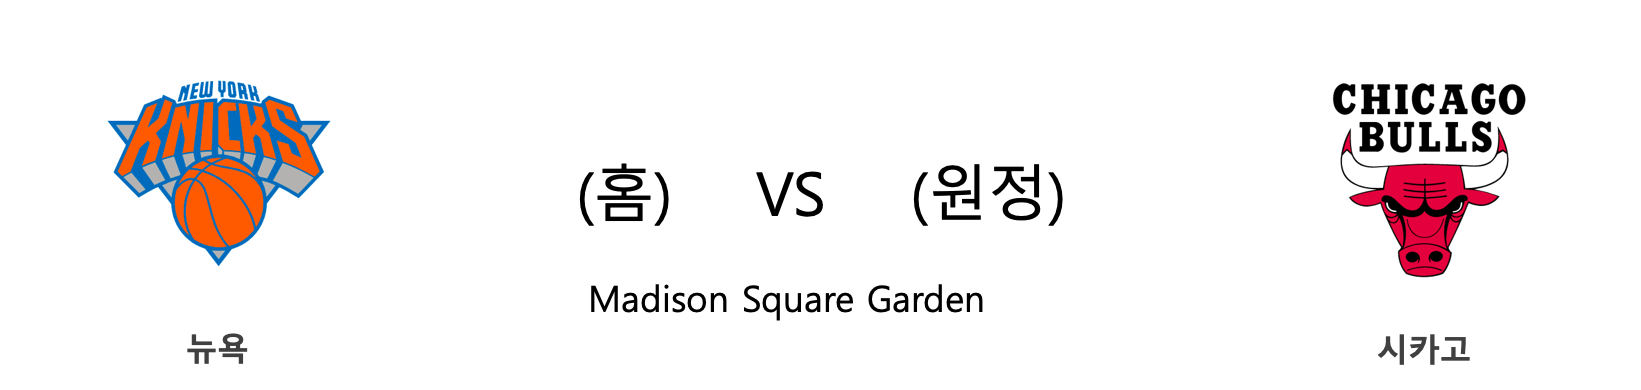 NEW YORK
KNICKS
CHICAGO
BULLS
(홈) VS (원정)
Madison Square Garden
뉴욕
시카고